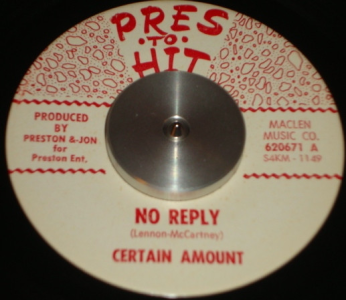 PRES
·TO·
HIT
PRODUCED
BY
PRESTON &-JON
for
Preston Ent.
MACLEN
MUSIC CO.
620671 A
S4KM - 1149
NO REPLY
(Lennon-McCartney)
CERTAIN AMOUNT